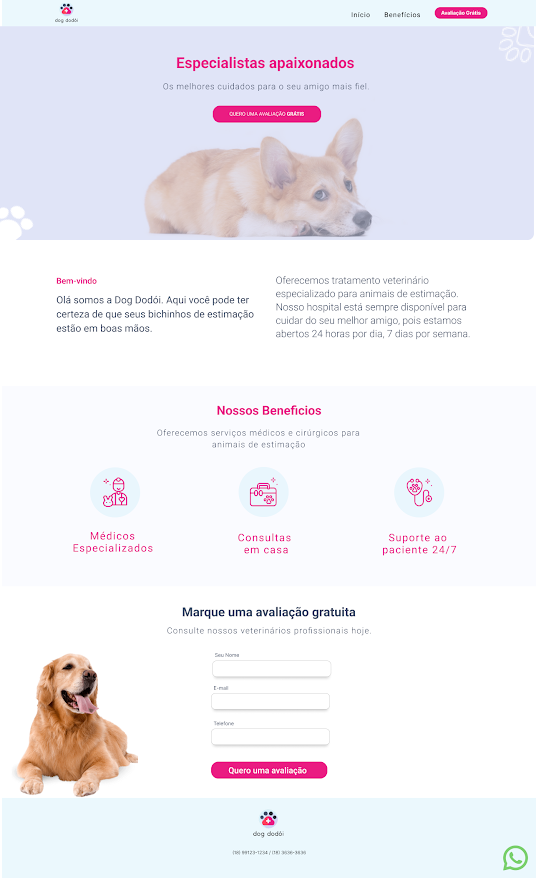 dog dodói
Início
Benefícios
Avaliação Grátis
Especialistas apaixonados
Os melhores cuidados para o seu amigo mais fiel.
QUERO UMA AVALIAÇÃO GRÁTIS
Bem-vindo
Olá somos a Dog Dodói. Aqui você pode ter
certeza de que seus bichinhos de estimação
estão em boas mãos.
Oferecemos tratamento veterinário
especializado para animais de estimação.
Nosso hospital está sempre disponível para
cuidar do seu melhor amigo, pois estamos
abertos 24 horas por dia, 7 dias por semana.
Nossos Beneficios
Oferecemos serviços médicos e cirúrgicos para
animais de estimação
Médicos
Especializados
Consultas
em casa
Suporte ao
paciente 24/7
Marque uma avaliação gratuita
Consulte nossos veterinários profissionais hoje.
Seu Nome
E-mail
Telefone
Quero uma avaliação
dog dodói
(18) 99123-1234 / (18) 3636-3636